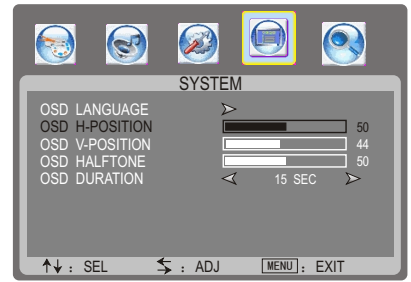 SYSTEM
OSD LANGUAGE
OSD H-POSITION 50
OSD V-POSITION 44
OSD HALFTONE 50
OSD DURATION 15 SEC
: SEL : ADJ MENU : EXIT